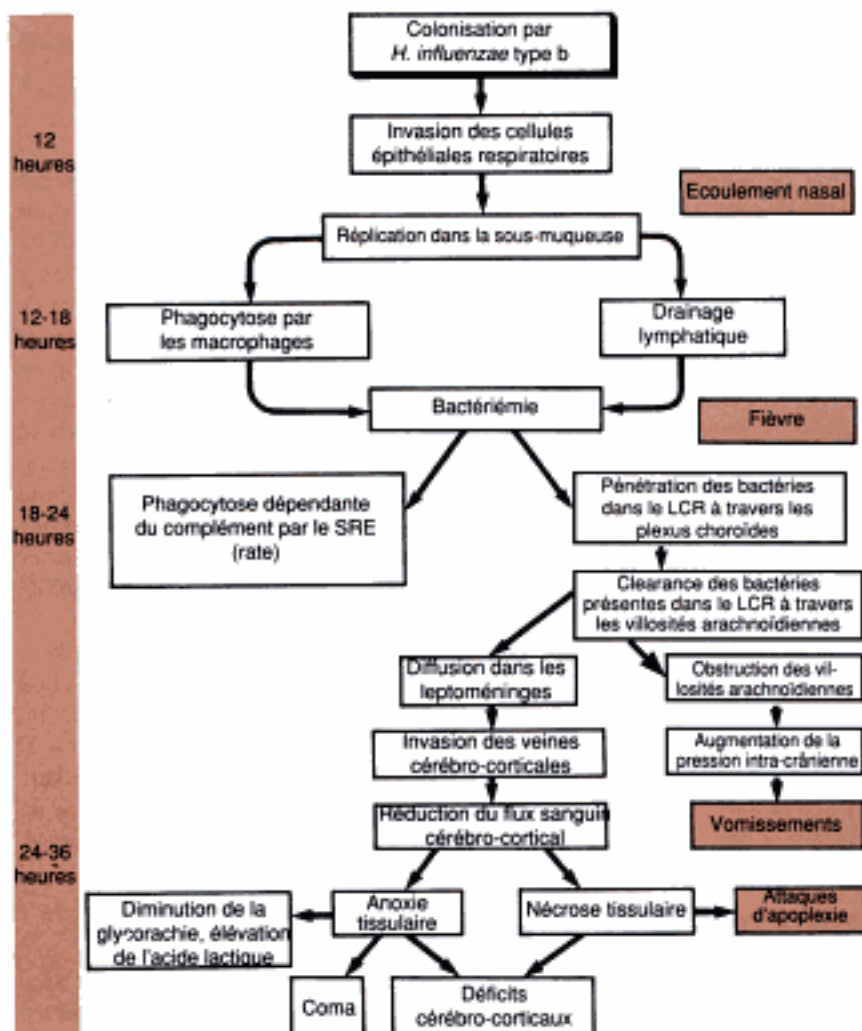 Colonisation par
H. influenzae type b
12
heures
Invasion des cellules
épithéliales respiratoires
Ecoulement nasal
Réplication dans la sous-muqueuse
12-18
heures
Phagocytose par
les macrophages
Drainage
lymphatique
Bactériémie
Fièvre
18-24
heures
Phagocytose dépendante
du complément par le SRE
(rate)
Pénétration des bactéries
dans le LCR à travers les
plexus choroïdes
Clearance des bactéries
présentes dans le LCR à travers
les villosités arachnoïdiennes
Diffusion dans les
leptoméninges
Obstruction des vil-
losités arachnoïdiennes
Invasion des veines
cérébro-corticales
Augmentation de la
pression intra-crânienne
Réduction du flux sanguin
cérébro-cortical
Vomissements
24-36
heures
Diminution de la
glycorachie, élévation
de l'acide lactique
Anoxie
tissulaire
Nécrose tissulaire
Attaques
d'apoplexie
Coma
Déficits
cérébro-corticaux